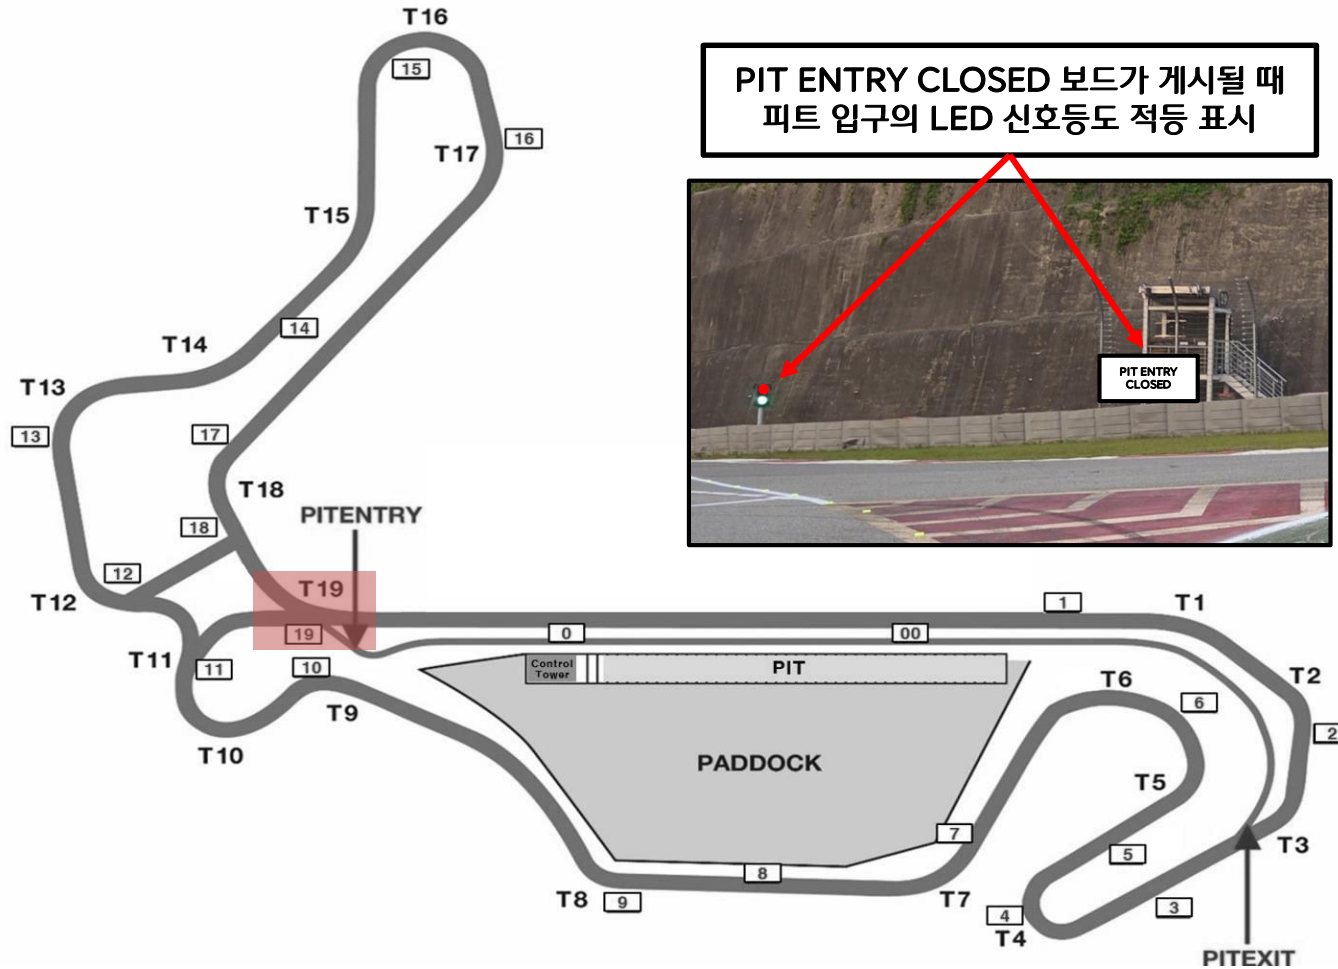 T16
15
PIT ENTRY CLOSED 보드가 게시될 때
피트 입구의 LED 신호등도 적등 표시
16
T17
T15
14
T14
T13
13
17
T18
18
PITENTRY
PIT ENTRY
CLOSED
12
T12
T19
19
T11
11
10
T9
T10
0
00
1
T1
Control
Tower
PIT
T2
2
T6
6
PADDOCK
T5
7
5
T3
8
T8
9
T7
4
T4
3
PITEXIT